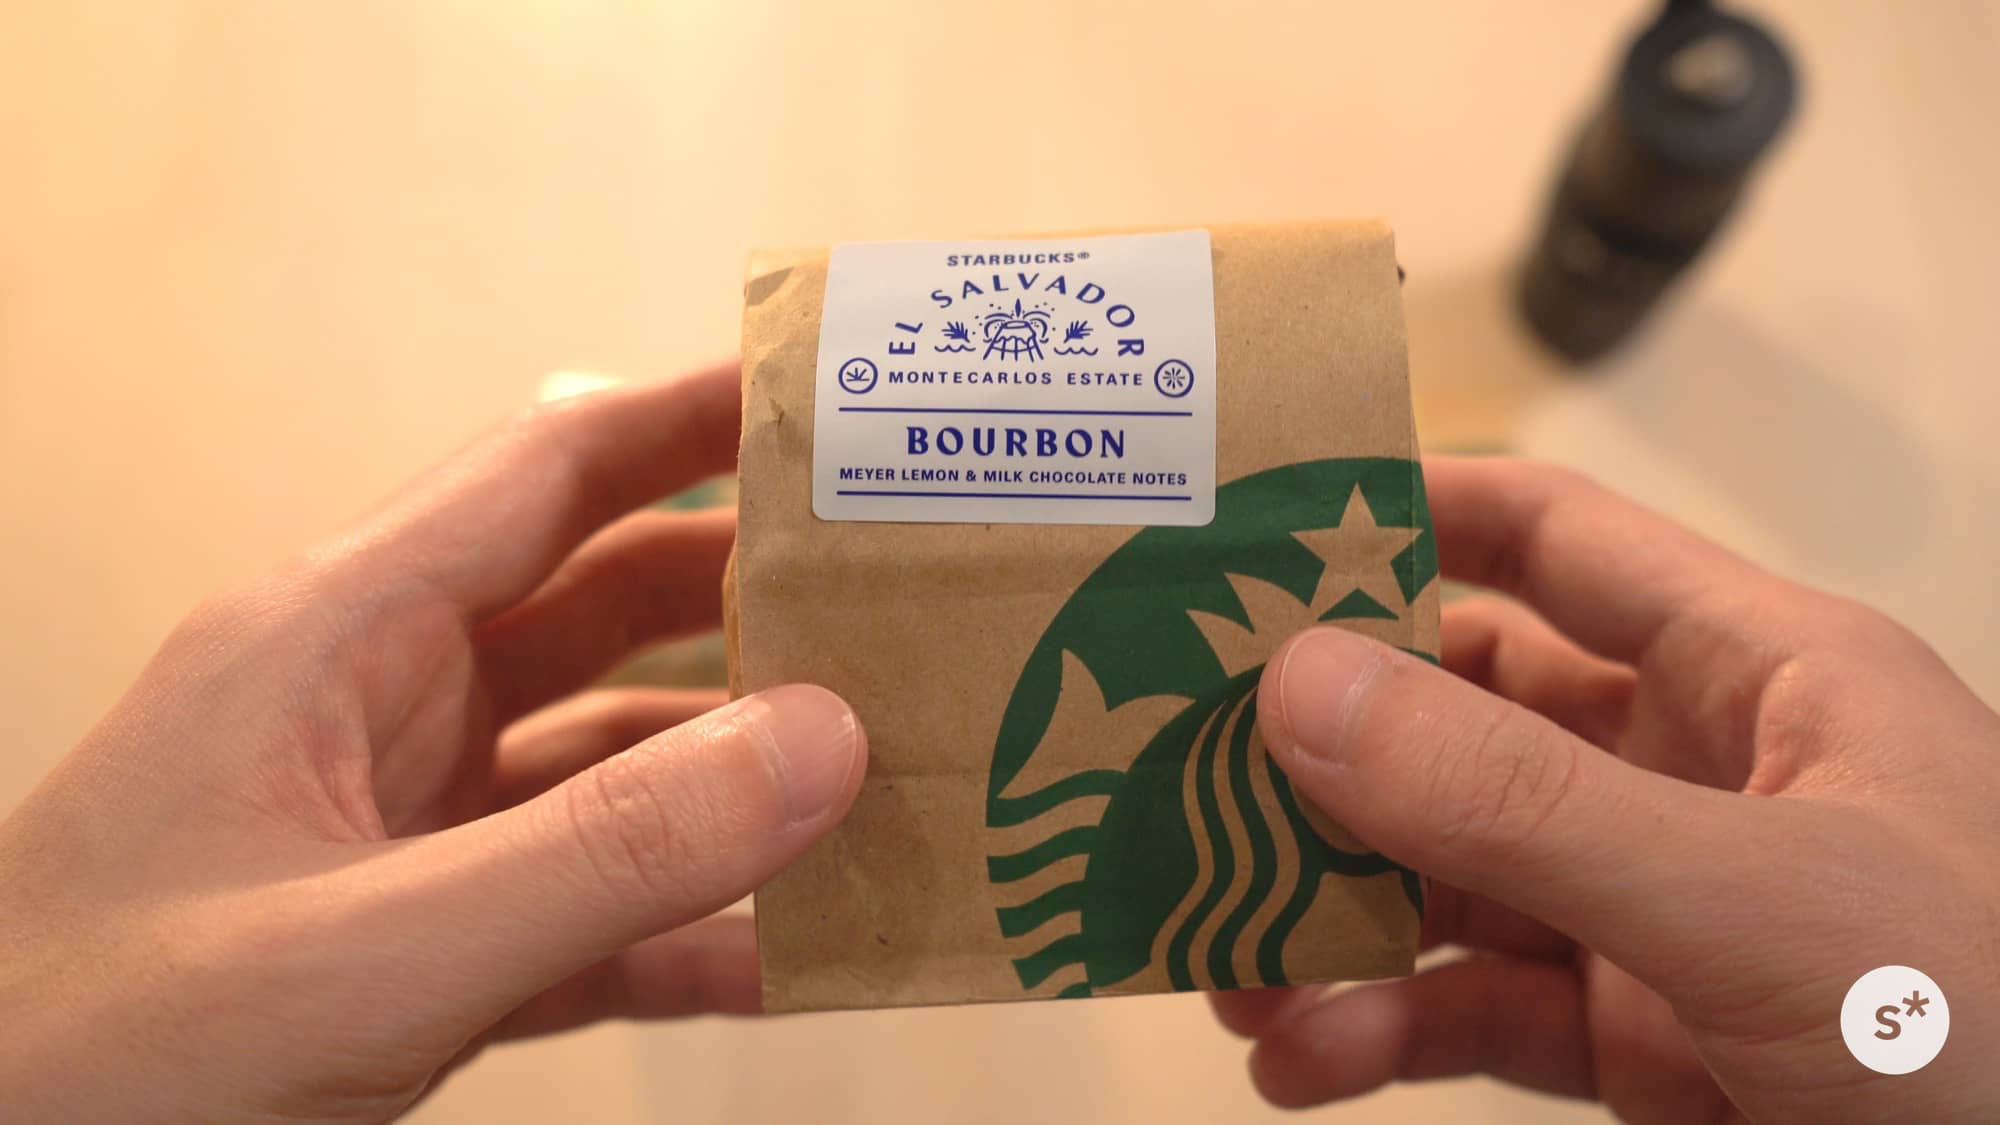 STARBUCKS®
EL SALVADOR
MONTECARLOS ESTATE
BOURBON
MEYER LEMON & MILK CHOCOLATE NOTES
s*